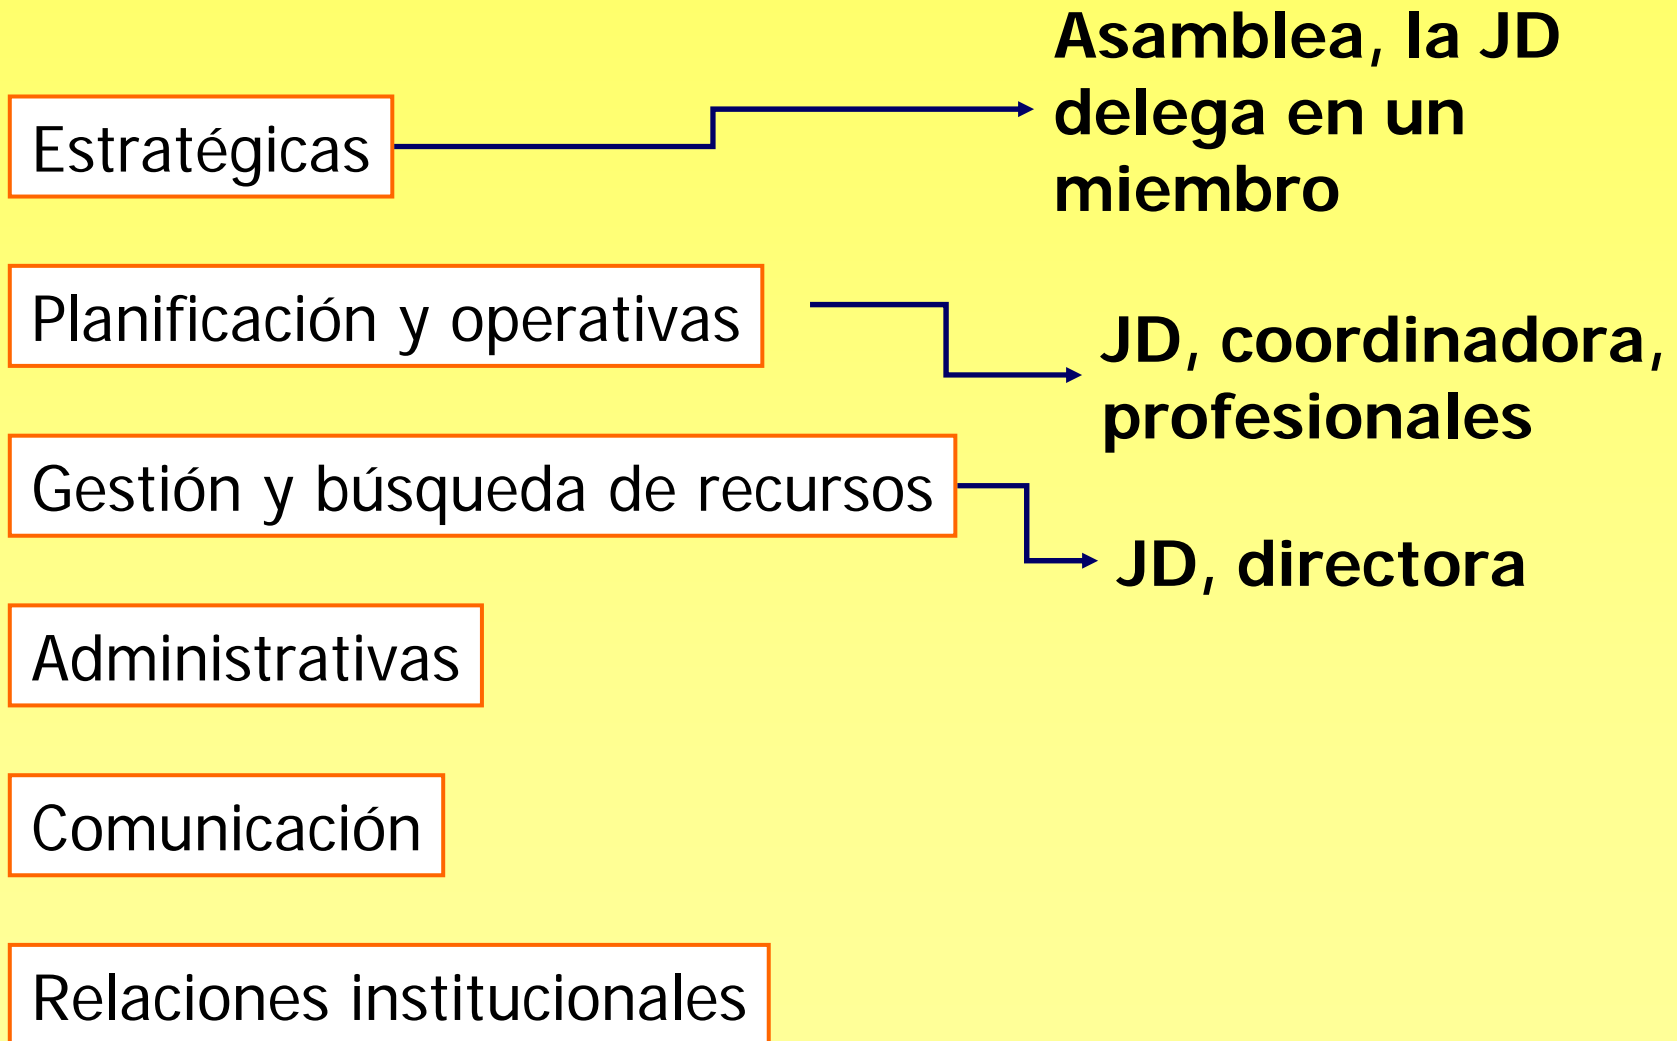 Estratégicas
Asamblea, la JD
delega en un
miembro
Planificación y operativas
JD, coordinadora,
profesionales
Gestión y búsqueda de recursos
JD, directora
Administrativas
Comunicación
Relaciones institucionales